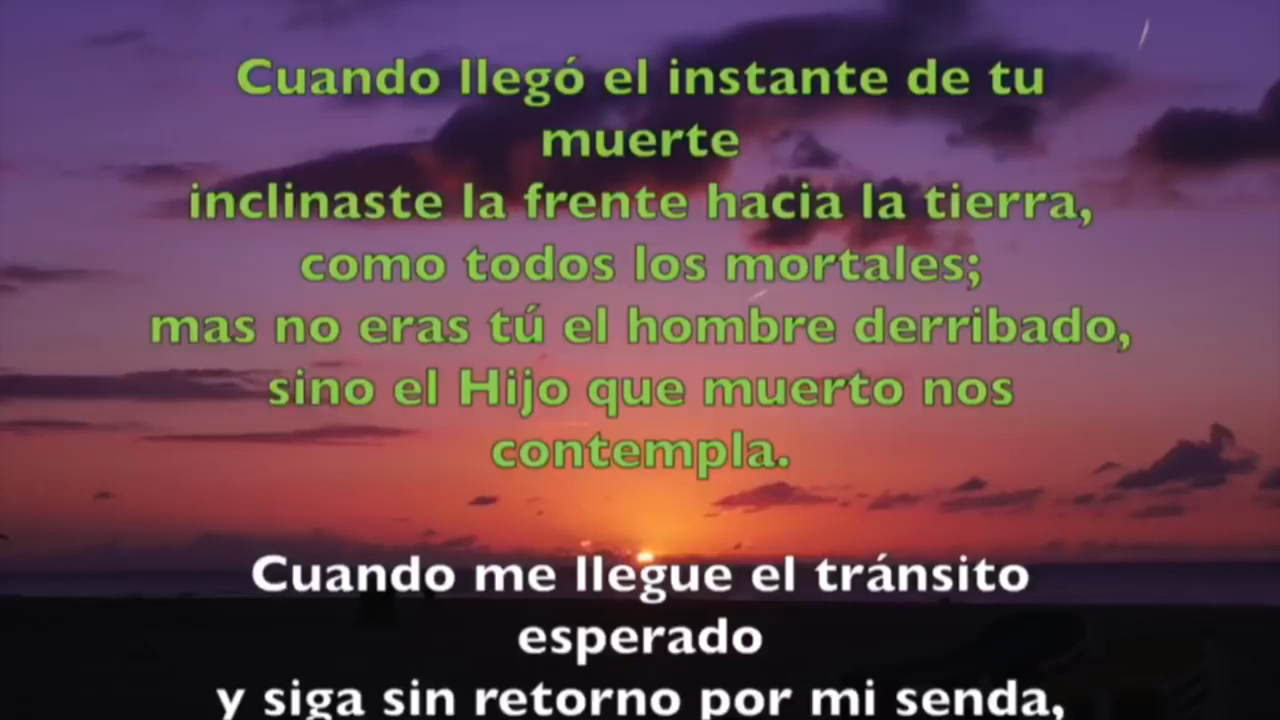 Cuando llegó el instante de tu
muerte
inclinaste la frente hacia la tierra,
como todos los mortales;
mas no eras tú el hombre derribado,
sino el Hijo que muerto nos
contempla.
Cuando me llegue el tránsito
esperado
y siga sin retorno por mi senda,